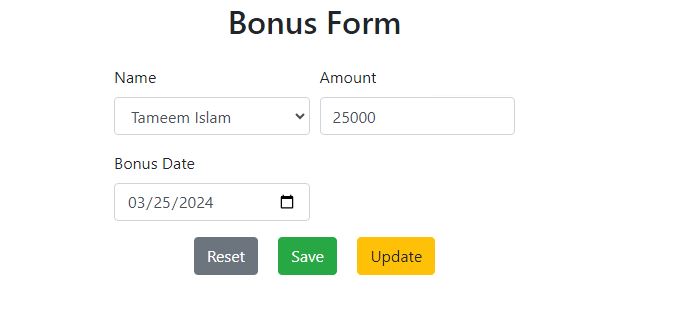 Bonus Form
Name Amount
Tameem Islam 25000
Bonus Date
03/25/2024
Reset Save Update